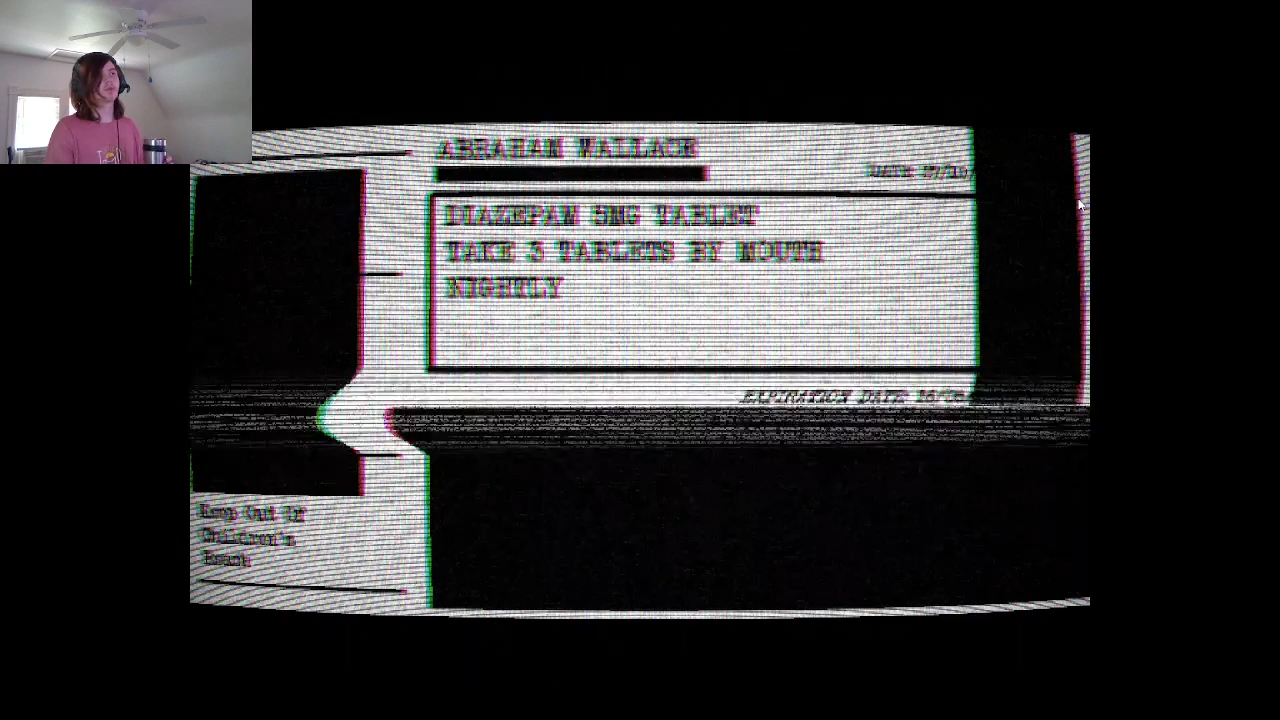 ABRAHAM WALLACE
DIAZEPAM 5MG TABLET
TAKE 3 TABLETS BY MOUTH
NIGHTLY
EXPIRATION DATE
Keep Out Of
Children's
Reach